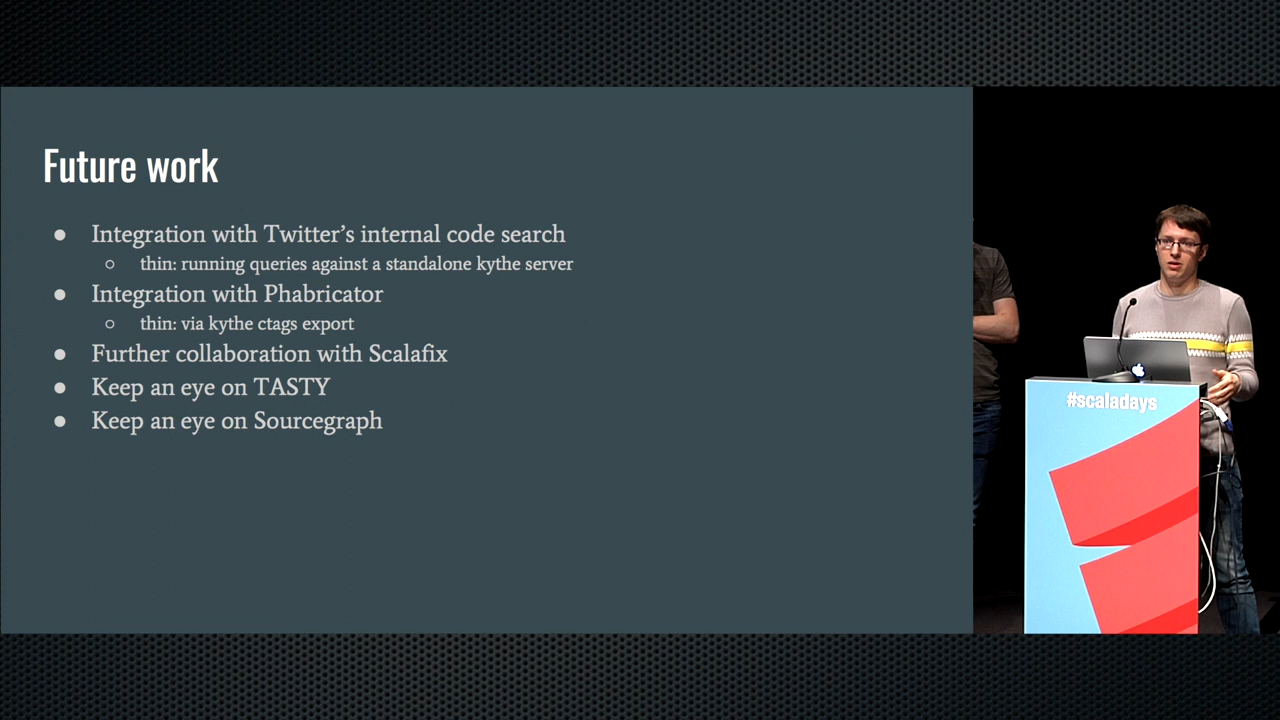 Future work
● Integration with Twitter's internal code search
○ thin: running queries against a standalone kythe server
● Integration with Phabricator
○ thin: via kythe ctags export
● Further collaboration with Scalafix
● Keep an eye on TASTY
● Keep an eye on Sourcegraph
#scaladays